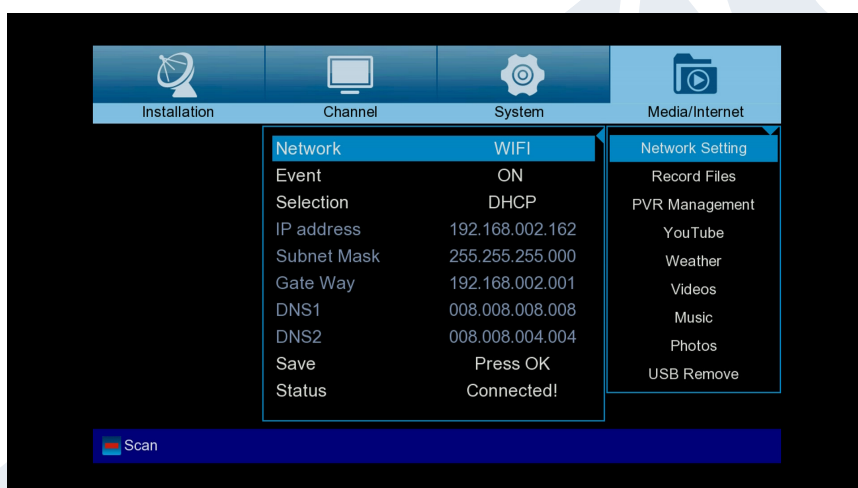 Installation Channel System Media/Internet
Network WIFI
Event ON
Selection DHCP
IP address 192.168.002.162
Subnet Mask 255.255.255.000
Gate Way 192.168.002.001
DNS1 008.008.008.008
DNS2 008.008.004.004
Save Press OK
Status Connected!
Network Setting
Record Files
PVR Management
YouTube
Weather
Videos
Music
Photos
USB Remove
Scan